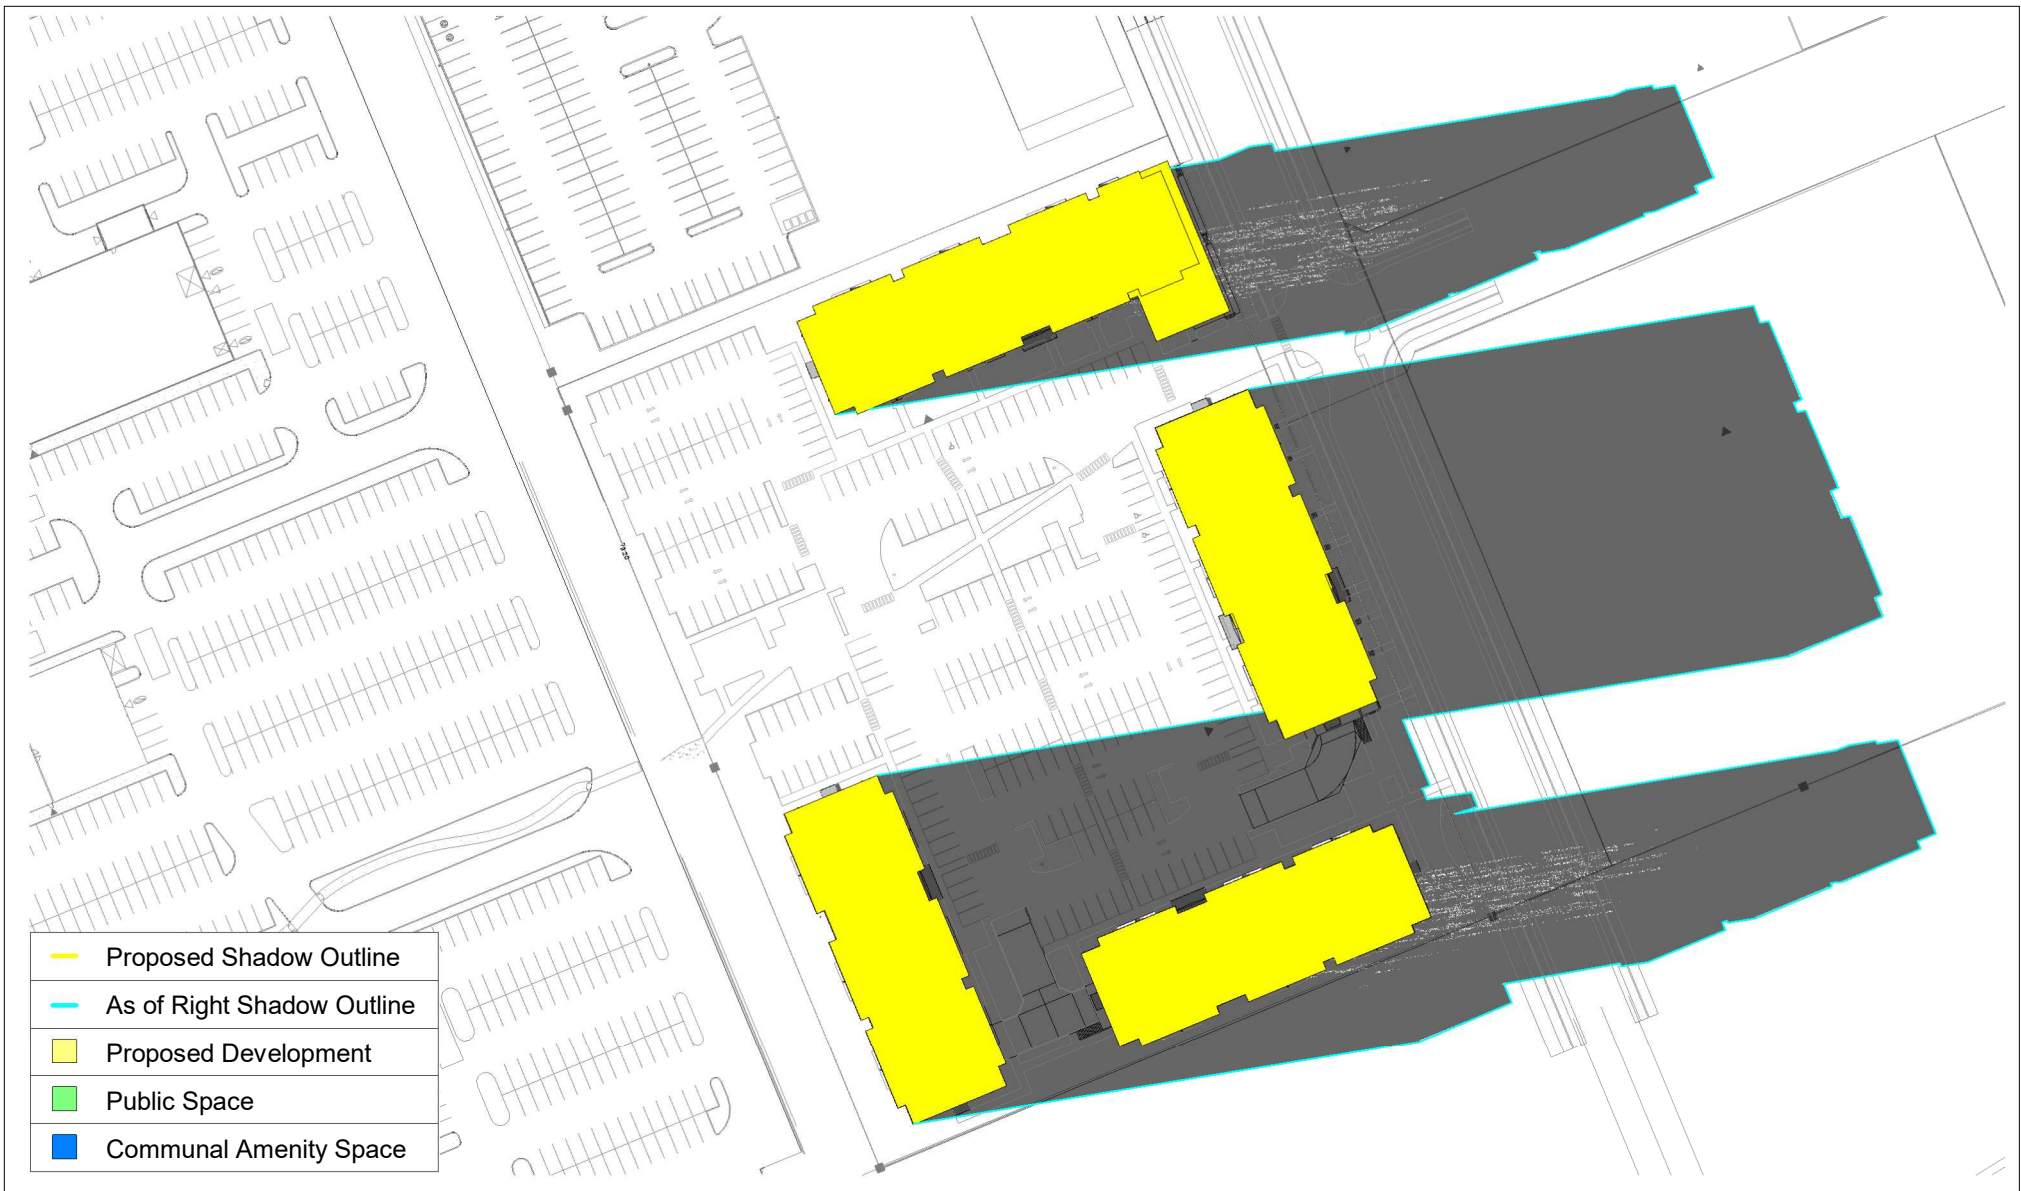 Proposed Shadow Outline
As of Right Shadow Outline
Proposed Development
Public Space
Communal Amenity Space